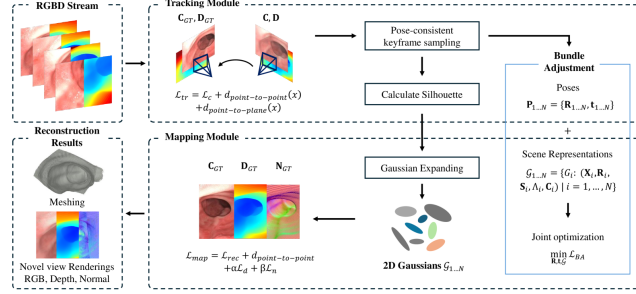 RGBD Stream
Tracking Module
C_GT, D_GT
C, D
ℒ_tr = ℒ_c + d_point−to−point(x)
+d_point−to−plane(x)
Pose-consistent
keyframe sampling
Calculate Silhouette
Bundle
Adjustment
Poses
P_1..N = {R_1..N, t_1..N}
+
Scene Representations
𝒢_1..N = {G_i: (X_i, R_i,
S_i, Λ_i, C_i) | i = 1, …, N}
Joint optimization
min ℒ_BA
R,t,𝒢
Reconstruction
Results
Meshing
Novel view Renderings
RGB, Depth, Normal
Mapping Module
C_GT
D_GT
N_GT
ℒ_map = ℒ_rec + d_point−to−point
+αℒ_d + βℒ_n
Gaussian Expanding
2D Gaussians 𝒢_1..N